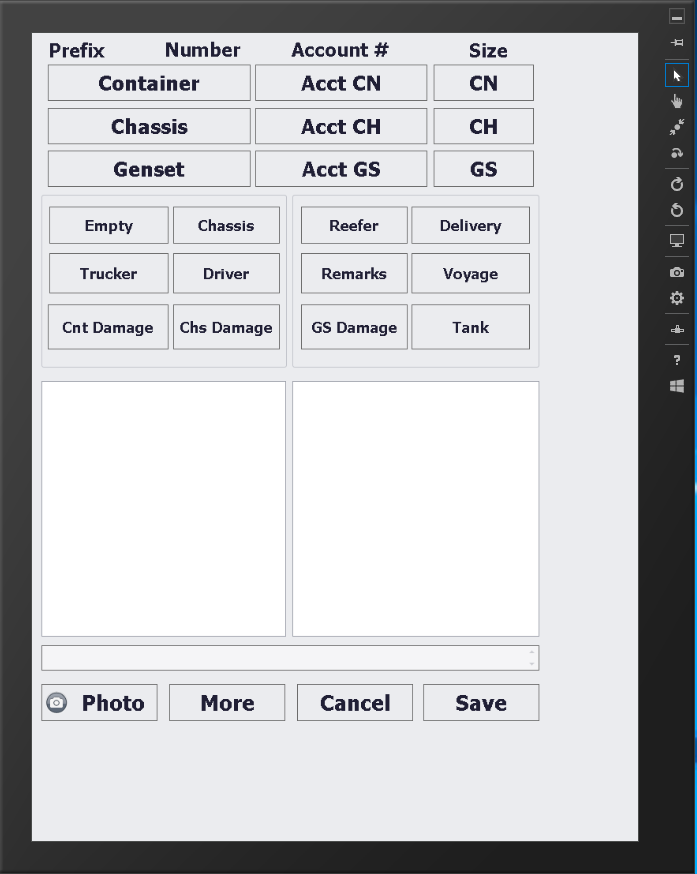 Prefix Number Account # Size
Container Acct CN CN
Chassis Acct CH CH
Genset Acct GS GS
Empty Chassis Reefer Delivery
Trucker Driver Remarks Voyage
Cnt Damage Chs Damage GS Damage Tank
Photo More Cancel Save
?